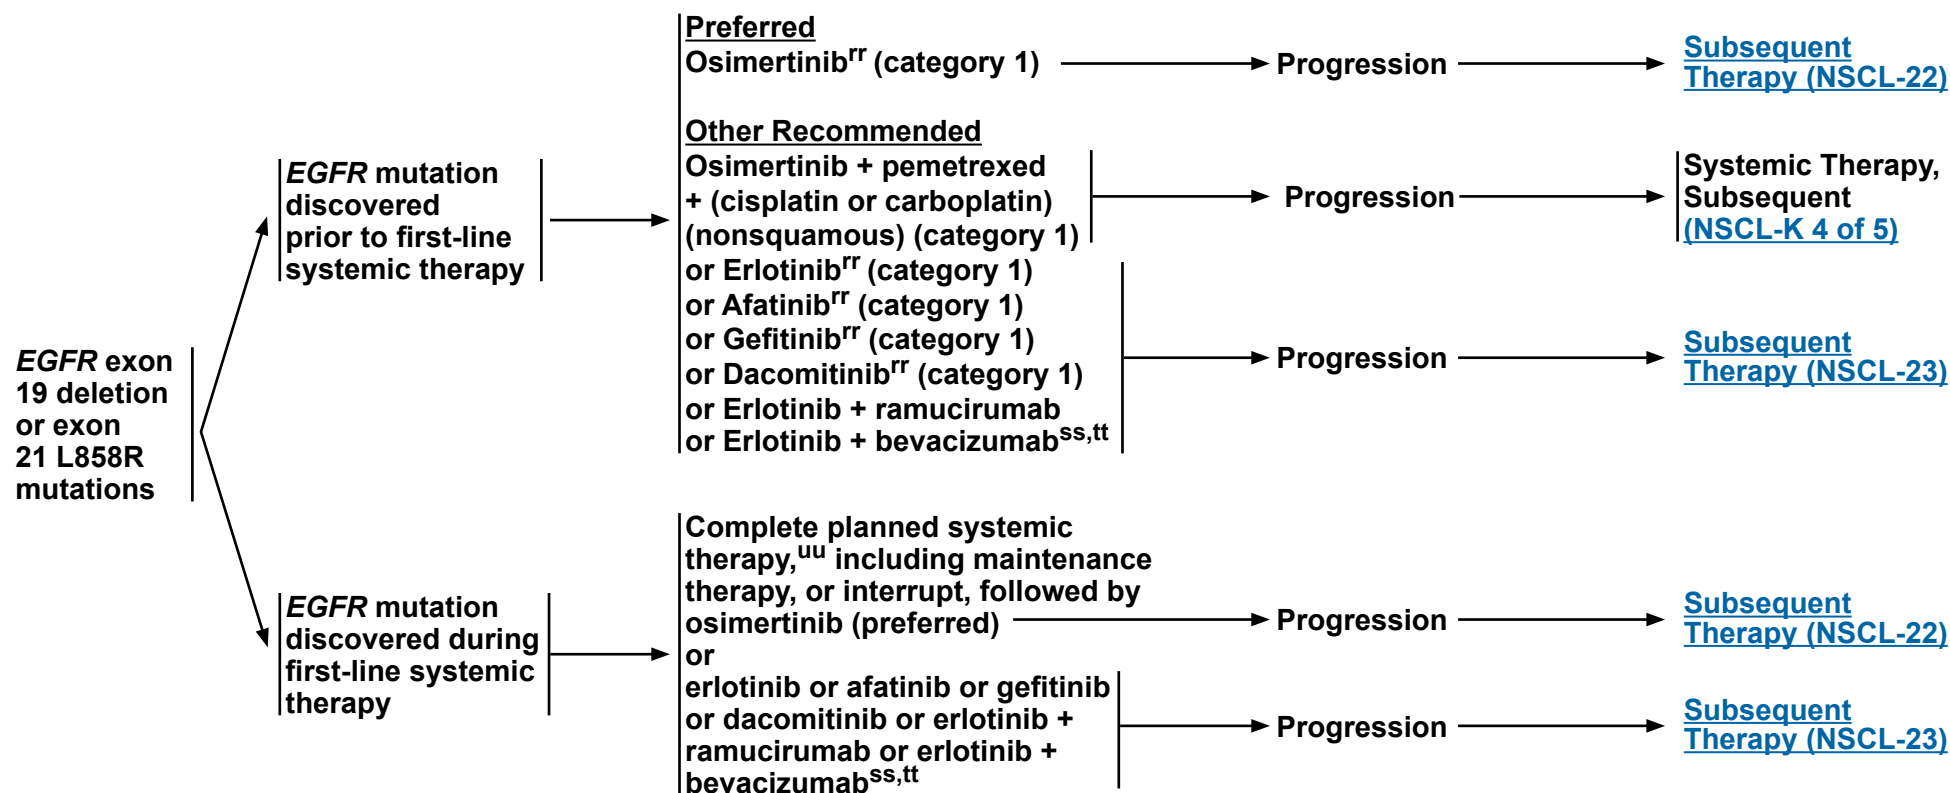 EGFR exon
19 deletion
or exon
21 L858R
mutations
EGFR mutation
discovered
prior to first-line
systemic therapy
Preferred
Osimertinibrr (category 1)
Progression
Subsequent
Therapy (NSCL-22)
Other Recommended
Osimertinib + pemetrexed
+ (cisplatin or carboplatin)
(nonsquamous) (category 1)
Progression
Systemic Therapy,
Subsequent
(NSCL-K 4 of 5)
or Erlotinibrr (category 1)
or Afatinibrr (category 1)
or Gefitinibrr (category 1)
or Dacomitinibrr (category 1)
or Erlotinib + ramucirumab
or Erlotinib + bevacizumabss,tt
Progression
Subsequent
Therapy (NSCL-23)
EGFR mutation
discovered during
first-line systemic
therapy
Complete planned systemic
therapy,uu including maintenance
therapy, or interrupt, followed by
osimertinib (preferred)
Progression
Subsequent
Therapy (NSCL-22)
or
erlotinib or afatinib or gefitinib
or dacomitinib or erlotinib +
ramucirumab or erlotinib +
bevacizumabss,tt
Progression
Subsequent
Therapy (NSCL-23)